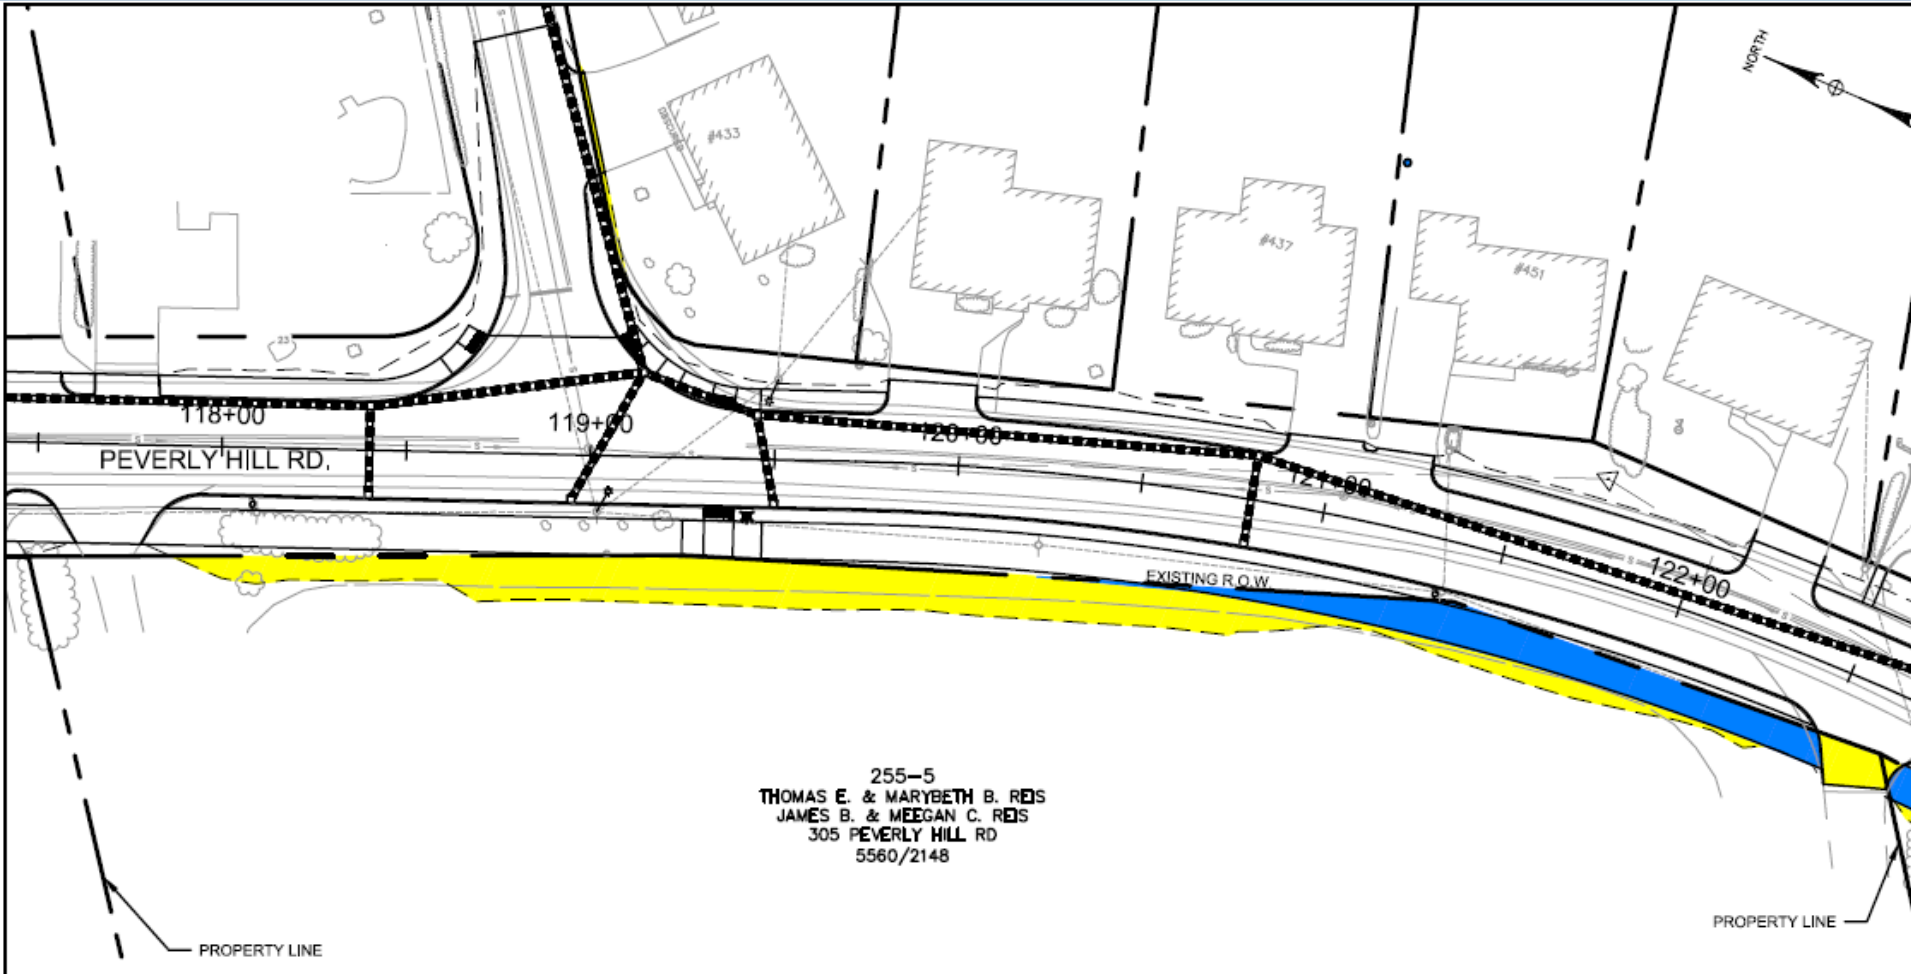 NORTH
#433
#437
#451
23
118+00
119+00
120+00
121+00
122+00
PEVERLY HILL RD.
EXISTING R.O.W
255-5
THOMAS E. & MARYBETH B. REIS
JAMES B. & MEEGAN C. REIS
305 PEVERLY HILL RD
5560/2148
PROPERTY LINE
PROPERTY LINE